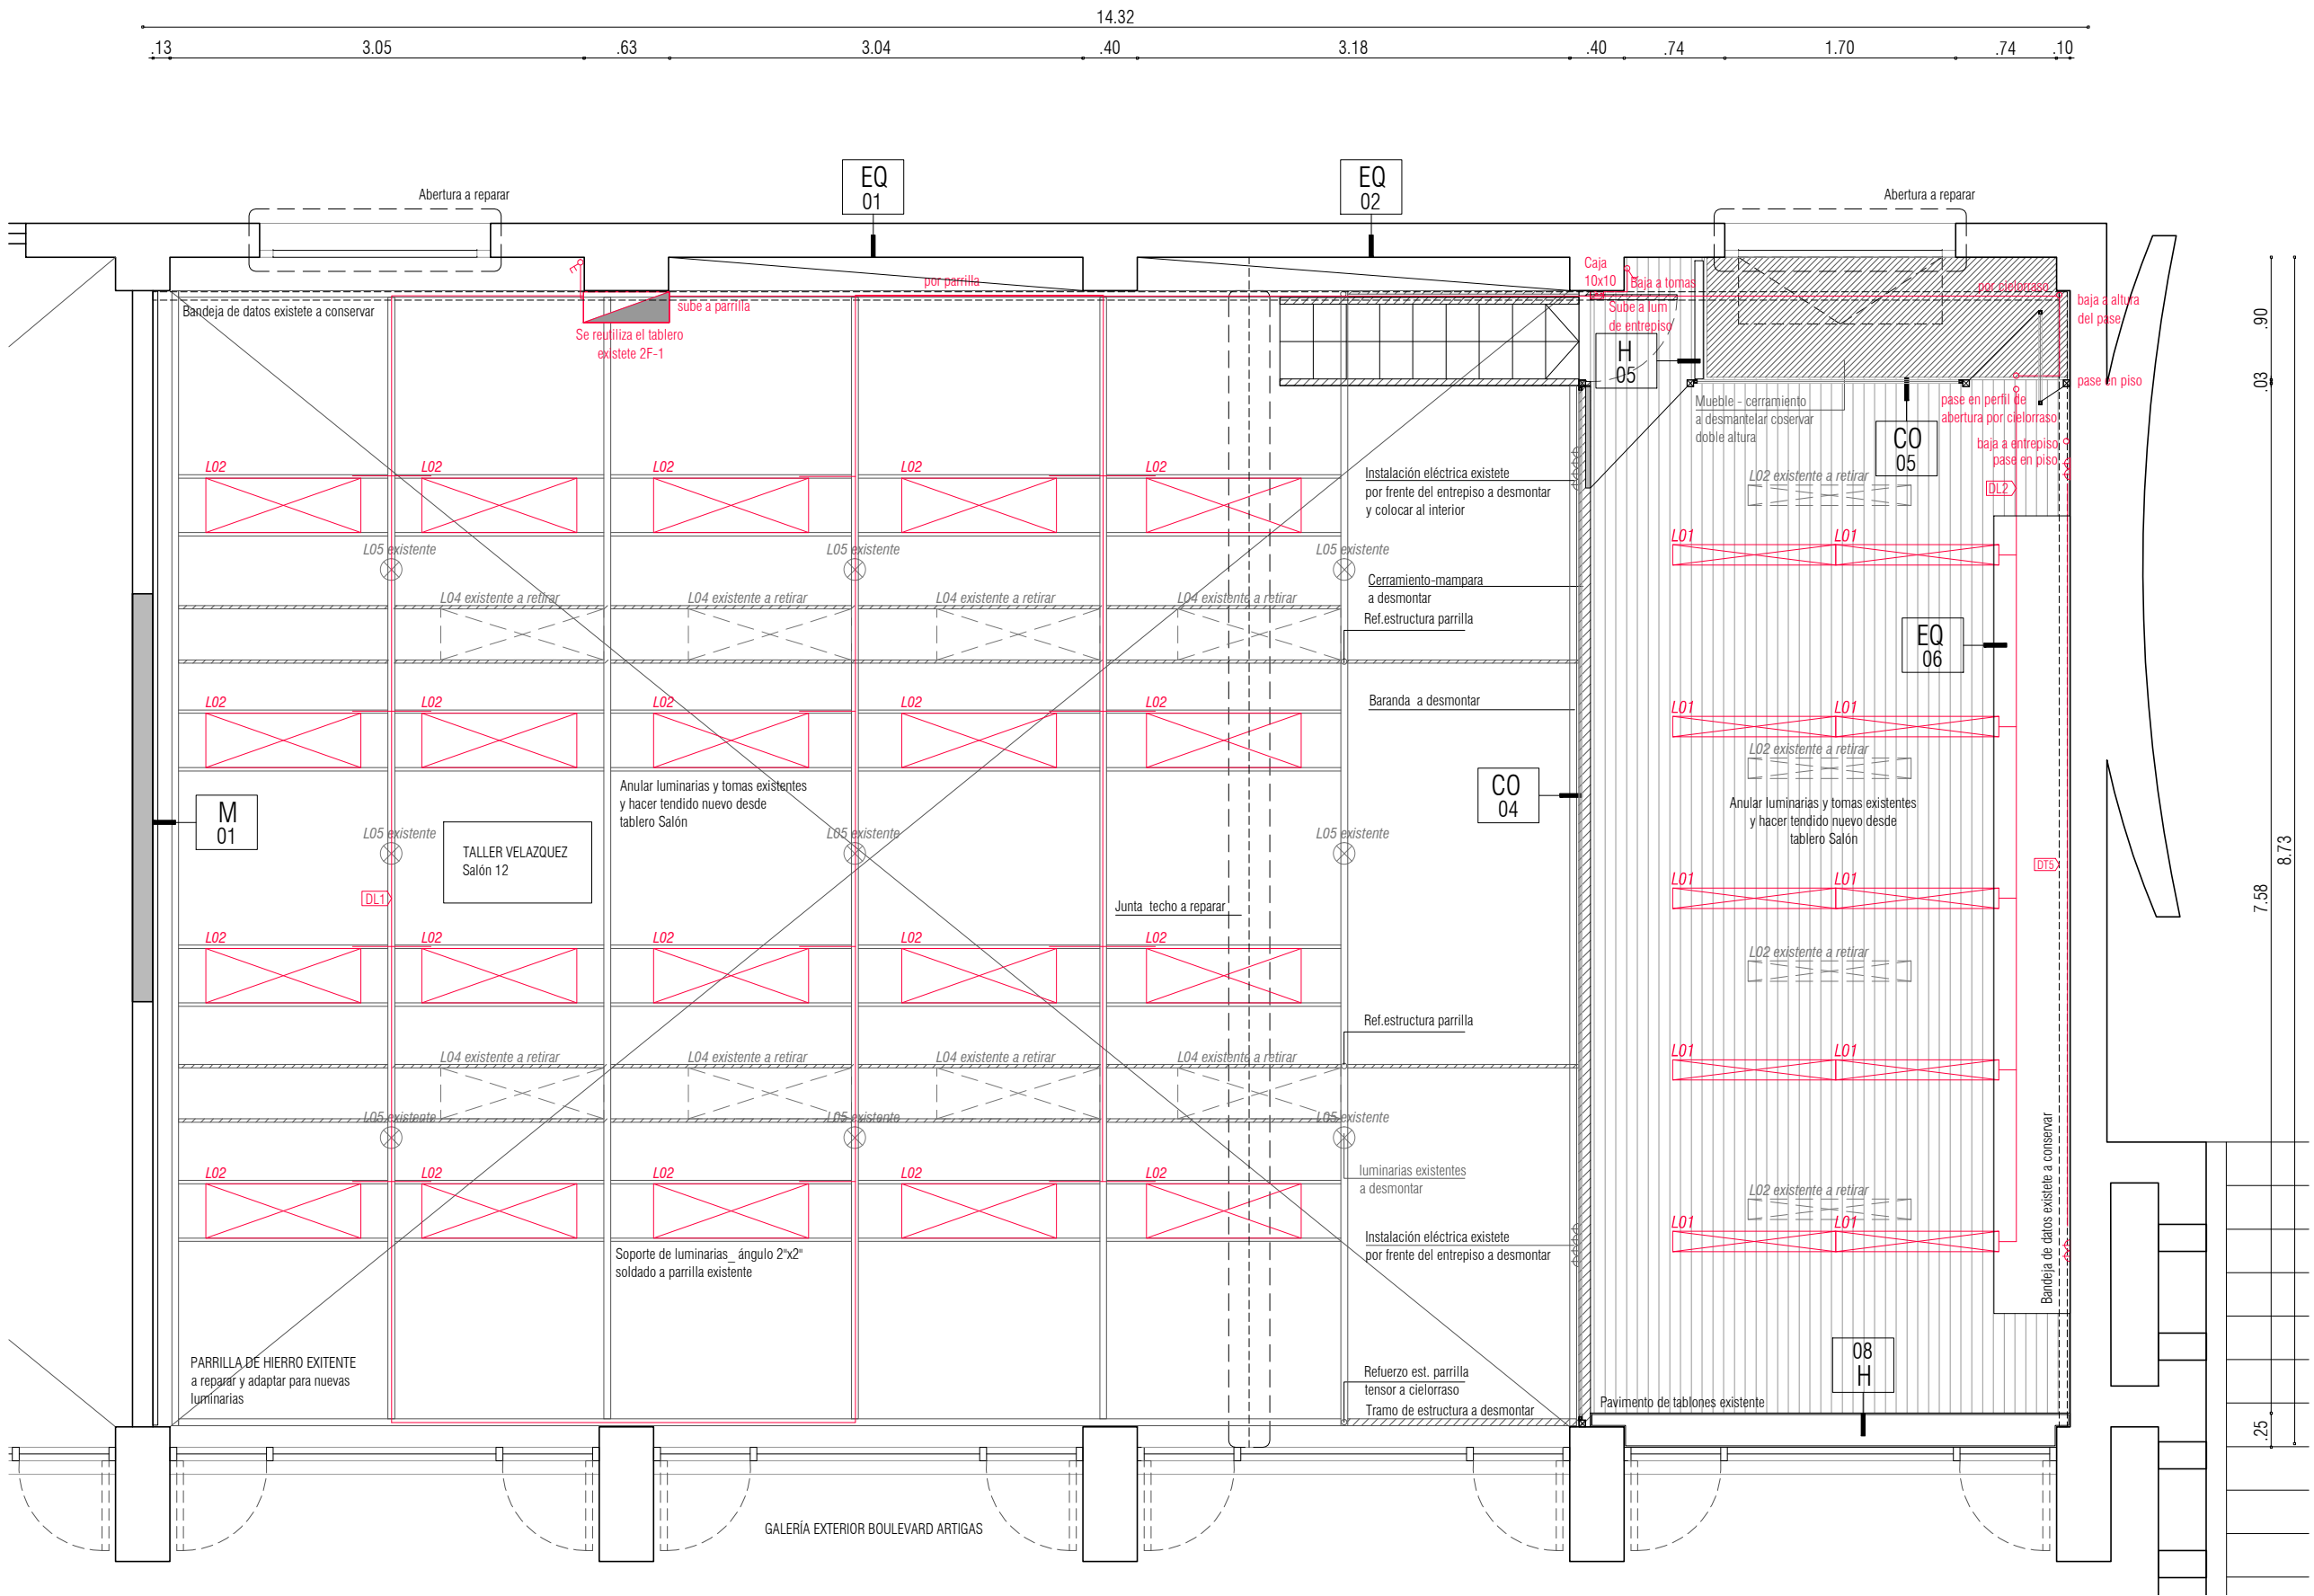 14.32
.13 3.05 .63 3.04 .40 3.18 .40 .74 1.70 .74 .10
EQ
01
EQ
02
Abertura a reparar
Abertura a reparar
Bandeja de datos existete a conservar
sube a parrilla
Se reutiliza el tablero
existete 2F-1
por parrilla
Caja
10x10
Baja a tomas
Sube a lum
de entrepiso
por cielorraso
baja a altura
del pase
pase en piso
H
05
Mueble - cerramiento
a desmantelar coservar
doble altura
CO
05
pase en perfil de
abertura por cielorraso
baja a entrepiso
pase en piso
DL2
.90
.03
7.58
8.73
.25
L02 L02 L02 L02 L02
Instalación eléctrica existete
por frente del entrepiso a desmontar
y colocar al interior
L02 existente a retirar
L01 L01
L05 existente L05 existente L05 existente
Cerramiento-mampara
a desmontar
L04 existente a retirar L04 existente a retirar L04 existente a retirar L04 existente a retirar
Ref.estructura parrilla
EQ
06
L02 L02 L02 L02 L02
Baranda a desmontar
L01 L01
L02 existente a retirar
Anular luminarias y tomas existentes
y hacer tendido nuevo desde
tablero Salón
CO
04
Anular luminarias y tomas existentes
y hacer tendido nuevo desde
tablero Salón
M
01
L05 existente L05 existente L05 existente
TALLER VELAZQUEZ
Salón 12
DT5
DL1
Junta techo a reparar
L01 L01
L02 L02 L02 L02 L02
L02 existente a retirar
Ref.estructura parrilla
L04 existente a retirar L04 existente a retirar L04 existente a retirar L04 existente a retirar
L01 L01
L05 existente L05 existente L05 existente
L02 L02 L02 L02 L02
luminarias existentes
a desmontar
L02 existente a retirar
L01 L01
Bandeja de datos existete a conservar
Soporte de luminarias_ ángulo 2"x2"
soldado a parrilla existente
Instalación eléctrica existete
por frente del entrepiso a desmontar
PARRILLA DE HIERRO EXITENTE
a reparar y adaptar para nuevas
luminarias
Refuerzo est. parrilla
tensor a cielorraso
Tramo de estructura a desmontar
08
H
Pavimento de tablones existente
GALERÍA EXTERIOR BOULEVARD ARTIGAS